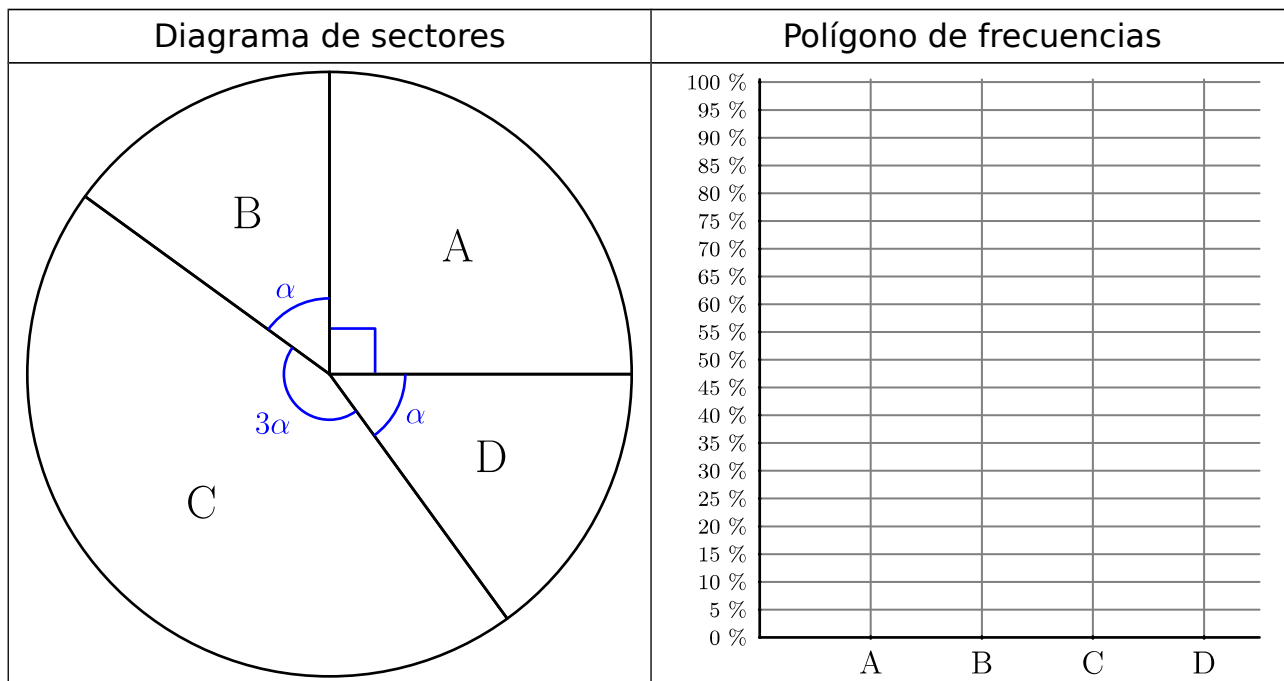 Diagrama de sectores
Polígono de frecuencias
B
A
α
3α
α
D
C
100 %
95 %
90 %
85 %
80 %
75 %
70 %
65 %
60 %
55 %
50 %
45 %
40 %
35 %
30 %
25 %
20 %
15 %
10 %
5 %
0 %
A B C D